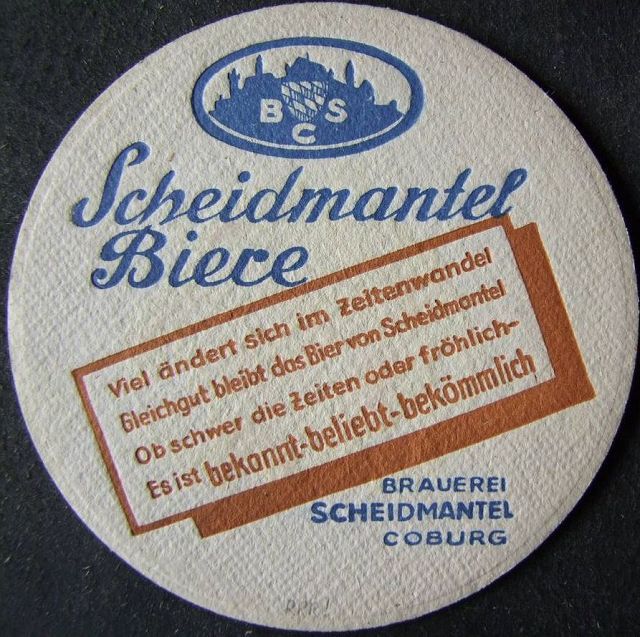 B S
C
Scheidmantel
Biere
Viel ändert sich im Zeitenwandel
Gleichgut bleibt das Bier von Scheidmantel
Ob schwer die Zeiten oder fröhlich-
Es ist bekannt-beliebt-bekömmlich
BRAUEREI
SCHEIDMANTEL
COBURG